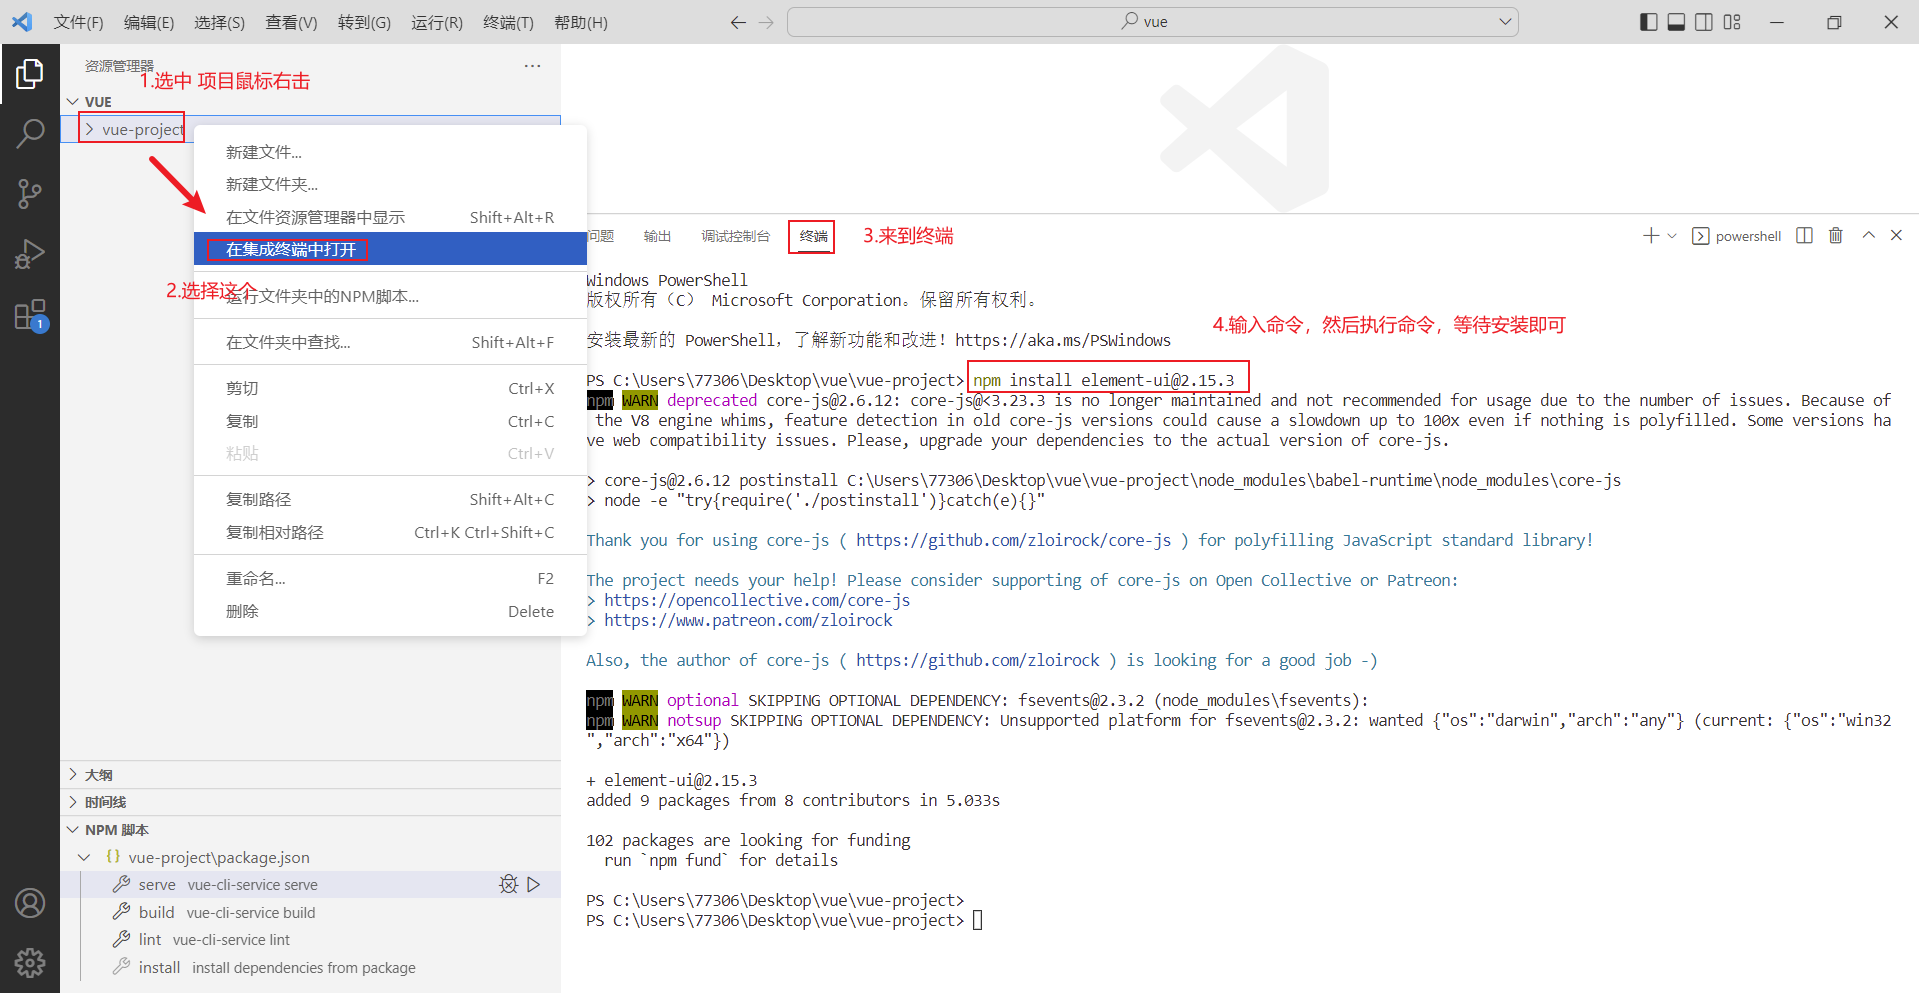 文件(F) 编辑(E) 选择(S) 查看(V) 转到(G) 运行(R) 终端(T) 帮助(H)
vue
资源管理器
1.选中 项目鼠标右击
VUE
vue-project
新建文件...
新建文件夹...
在文件资源管理器中显示 Shift+Alt+R
在集成终端中打开
2.选择这个
运行文件夹中的NPM脚本...
在文件夹中查找... Shift+Alt+F
剪切 Ctrl+X
复制 Ctrl+C
粘贴 Ctrl+V
复制路径 Shift+Alt+C
复制相对路径 Ctrl+K Ctrl+Shift+C
重命名... F2
删除 Delete
问题 输出 调试控制台 终端
3.来到终端
powershell
Windows PowerShell
版权所有（C） Microsoft Corporation。保留所有权利。
4.输入命令，然后执行命令，等待安装即可
安装最新的 PowerShell，了解新功能和改进！https://aka.ms/PSWindows
PS C:\Users\77306\Desktop\vue\vue-project> npm install element-ui@2.15.3
npm WARN deprecated core-js@2.6.12: core-js@<3.23.3 is no longer maintained and not recommended for usage due to the number of issues. Because of
the V8 engine whims, feature detection in old core-js versions could cause a slowdown up to 100x even if nothing is polyfilled. Some versions ha
ve web compatibility issues. Please, upgrade your dependencies to the actual version of core-js.
> core-js@2.6.12 postinstall C:\Users\77306\Desktop\vue\vue-project\node_modules\babel-runtime\node_modules\core-js
> node -e "try{require('./postinstall')}catch(e){}"
Thank you for using core-js ( https://github.com/zloirock/core-js ) for polyfilling JavaScript standard library!
The project needs your help! Please consider supporting of core-js on Open Collective or Patreon:
> https://opencollective.com/core-js
> https://www.patreon.com/zloirock
Also, the author of core-js ( https://github.com/zloirock ) is looking for a good job -)
npm WARN optional SKIPPING OPTIONAL DEPENDENCY: fsevents@2.3.2 (node_modules\fsevents):
npm WARN notsup SKIPPING OPTIONAL DEPENDENCY: Unsupported platform for fsevents@2.3.2: wanted {"os":"darwin","arch":"any"} (current: {"os":"win32
","arch":"x64"})
+ element-ui@2.15.3
added 9 packages from 8 contributors in 5.033s
102 packages are looking for funding
run `npm fund` for details
PS C:\Users\77306\Desktop\vue\vue-project>
PS C:\Users\77306\Desktop\vue\vue-project>
1
大纲
时间线
NPM 脚本
{} vue-project\package.json
serve vue-cli-service serve
build vue-cli-service build
lint vue-cli-service lint
install install dependencies from package